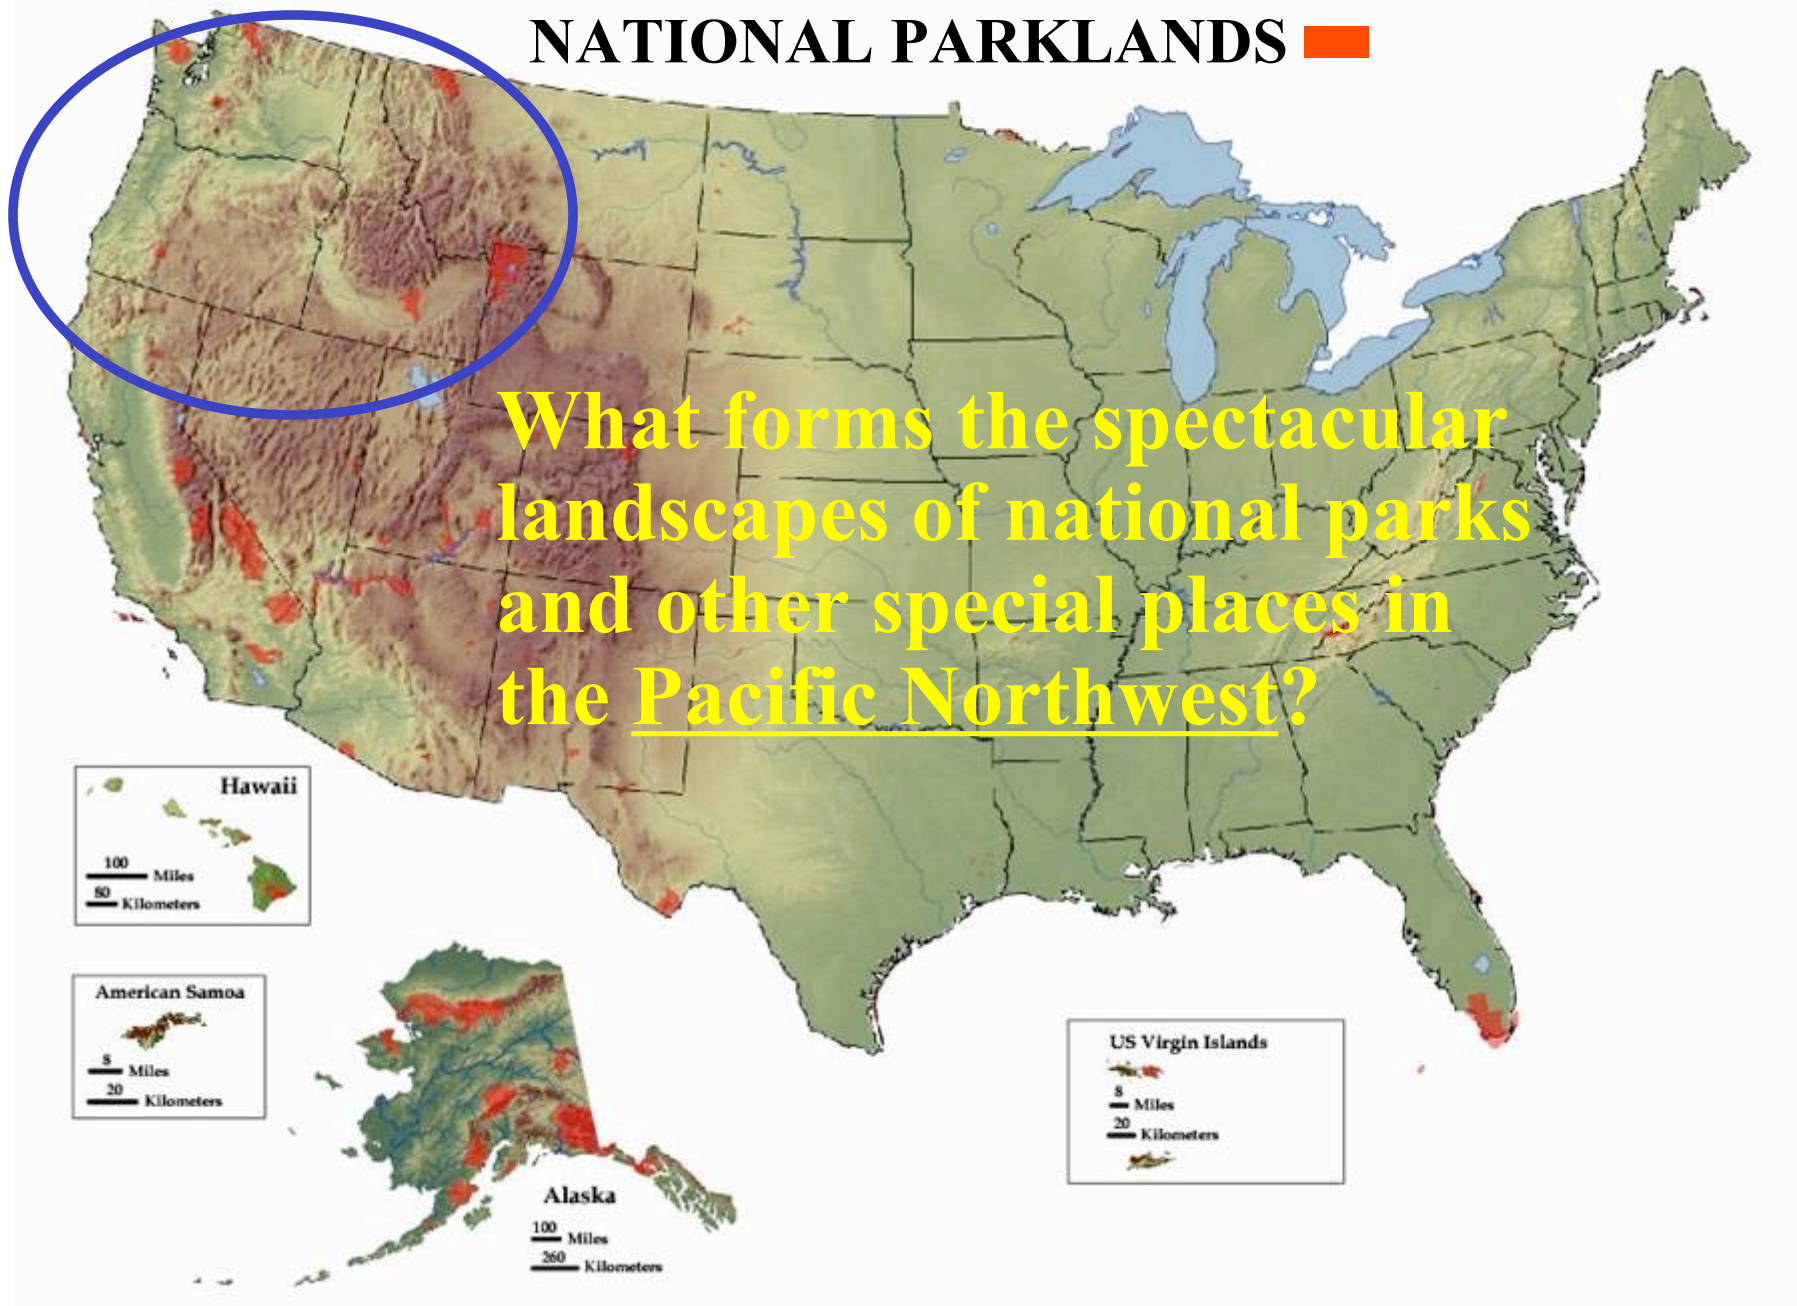 NATIONAL PARKLANDS
What forms the spectacular
landscapes of national parks
and other special places in
the Pacific Northwest?
Hawaii
100
Miles
80
Kilometers
American Samoa
8
Miles
20
Kilometers
Alaska
100
Miles
260
Kilometers
US Virgin Islands
8
Miles
20
Kilometers